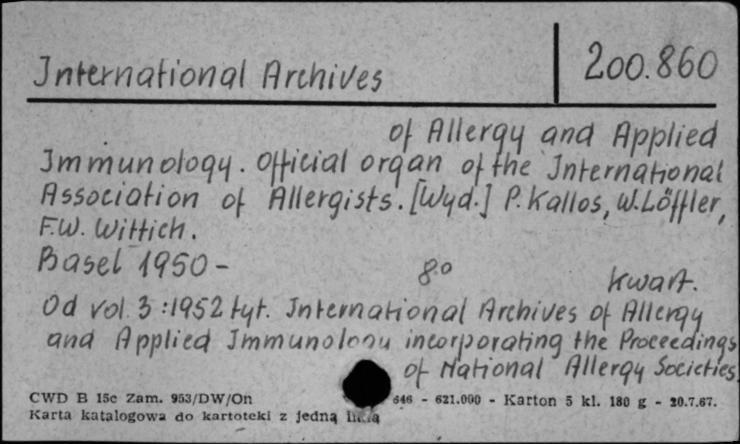 International Archives
200.860
of Allergy and Applied
Immunology. Official organ of the International
Association of Allergists. [Wyd.] P. Kallos, W. Löffler,
F.W. Wittich.
Basel 1950 -
8°
kwart.
Od vol. 3 : 1952 tyt. International Archives of Allergy
and Applied Immunology incorporating the Proceedings
of National Allergy Societies.
CWD B 15c Zam. 953/DW/On 646 - 621.000 - Karton 5 kl. 180 g - 20.7.67.
Karta katalogowa do kartoteki z jedną